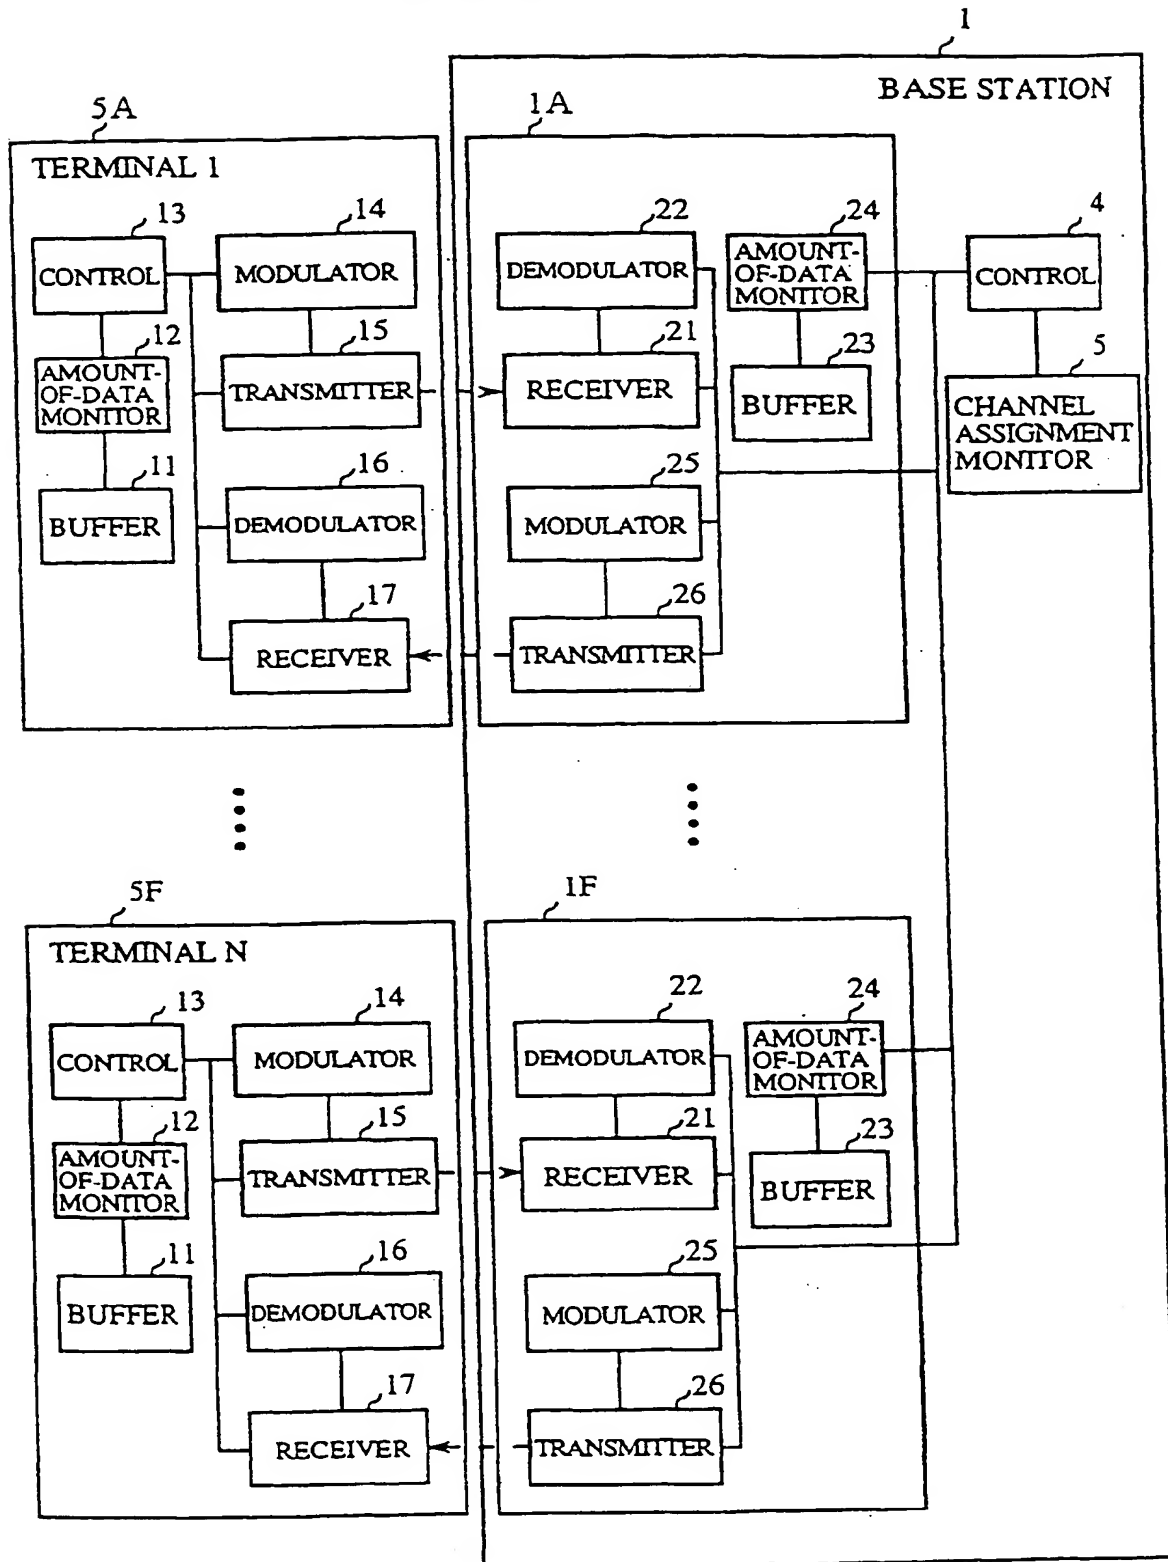 1
BASE STATION
5A
TERMINAL 1
13
CONTROL
14
MODULATOR
12
AMOUNT-
OF-DATA
MONITOR
15
TRANSMITTER
11
BUFFER
16
DEMODULATOR
17
RECEIVER
1A
22
DEMODULATOR
24
AMOUNT-
OF-DATA
MONITOR
21
RECEIVER
23
BUFFER
25
MODULATOR
26
TRANSMITTER
4
CONTROL
5
CHANNEL
ASSIGNMENT
MONITOR
5F
TERMINAL N
13
CONTROL
14
MODULATOR
12
AMOUNT-
OF-DATA
MONITOR
15
TRANSMITTER
11
BUFFER
16
DEMODULATOR
17
RECEIVER
1F
22
DEMODULATOR
24
AMOUNT-
OF-DATA
MONITOR
21
RECEIVER
23
BUFFER
25
MODULATOR
26
TRANSMITTER